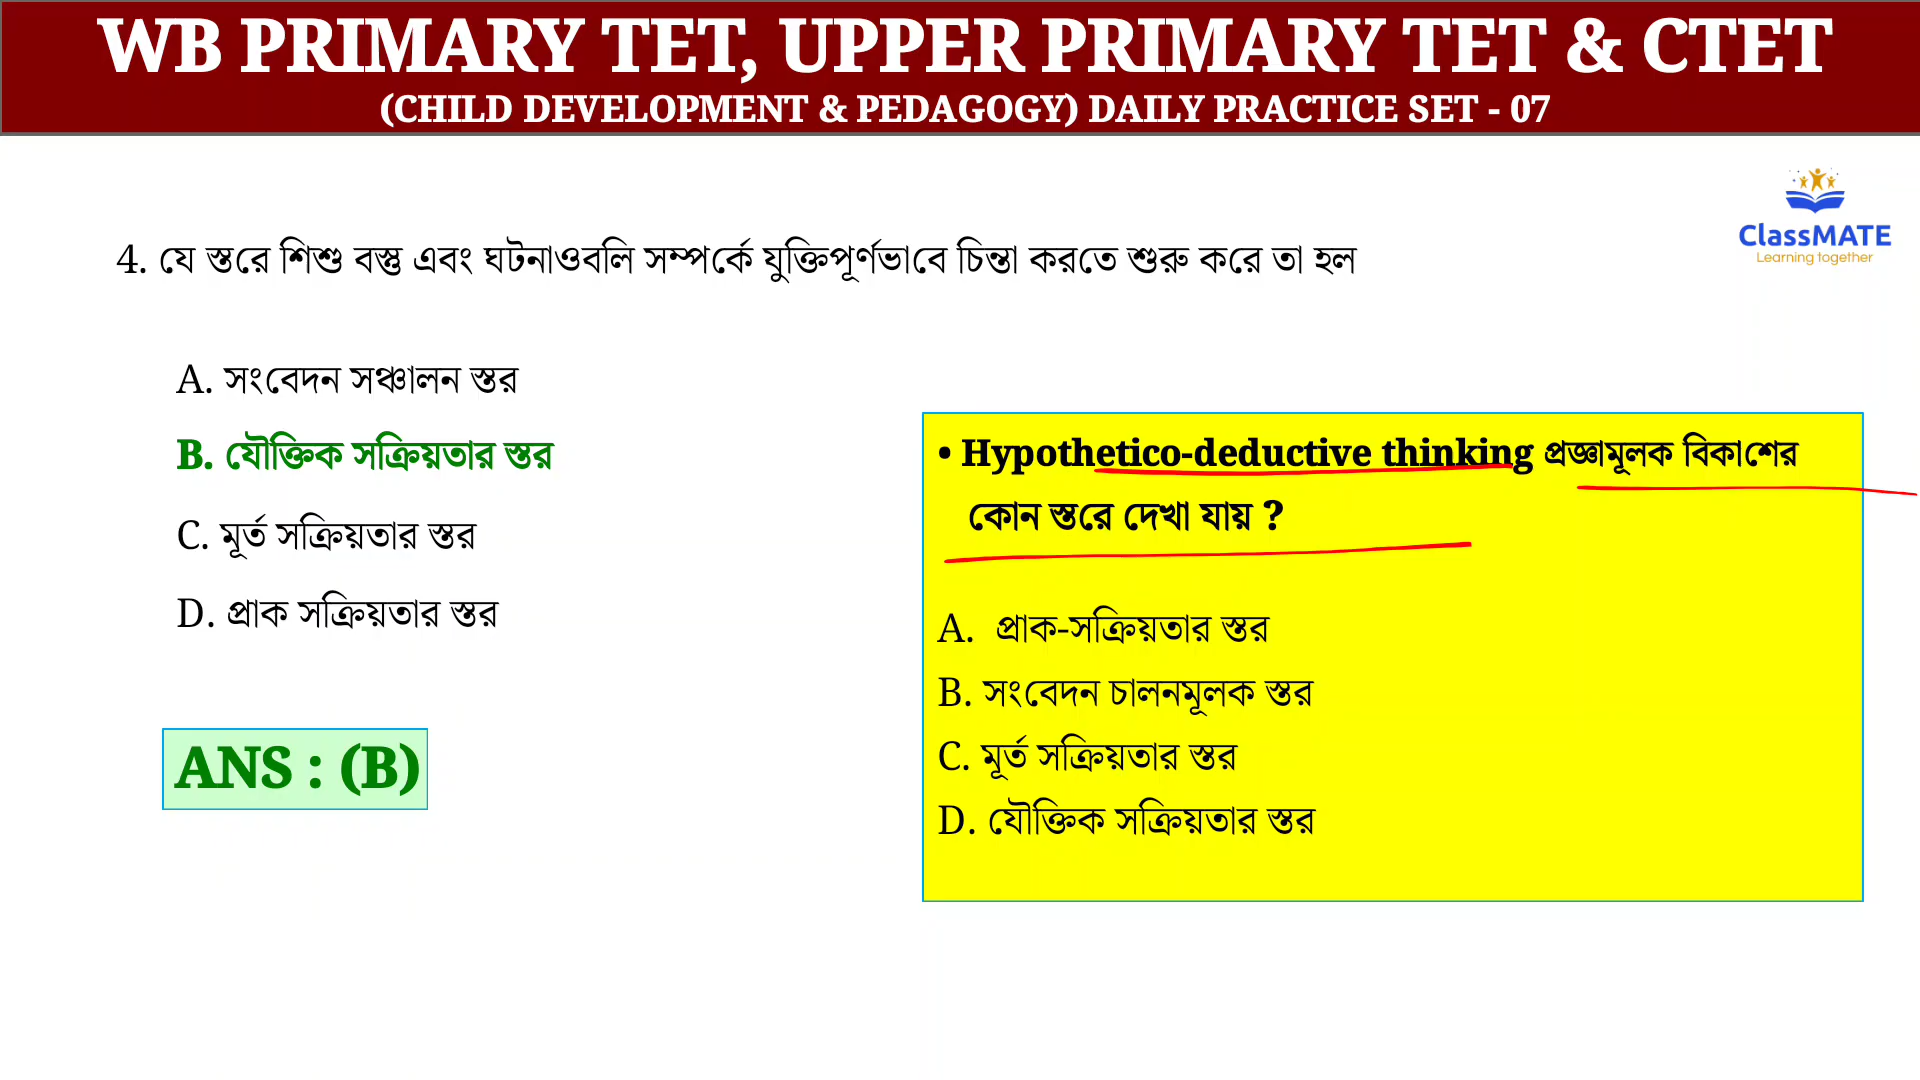 WB PRIMARY TET, UPPER PRIMARY TET & CTET
(CHILD DEVELOPMENT & PEDAGOGY) DAILY PRACTICE SET - 07
ClassMATE
Learning together
4. যে স্তরে শিশু বস্তু এবং ঘটনাওবলি সম্পর্কে যুক্তিপূর্ণভাবে চিন্তা করতে শুরু করে তা হল
A. সংবেদন সঞ্চালন স্তর
B. যৌক্তিক সক্রিয়তার স্তর
C. মূর্ত সক্রিয়তার স্তর
D. প্রাক সক্রিয়তার স্তর
ANS : (B)
• Hypothetico-deductive thinking প্রজ্ঞামূলক বিকাশের
কোন স্তরে দেখা যায় ?
A. প্রাক-সক্রিয়তার স্তর
B. সংবেদন চালনমূলক স্তর
C. মূর্ত সক্রিয়তার স্তর
D. যৌক্তিক সক্রিয়তার স্তর